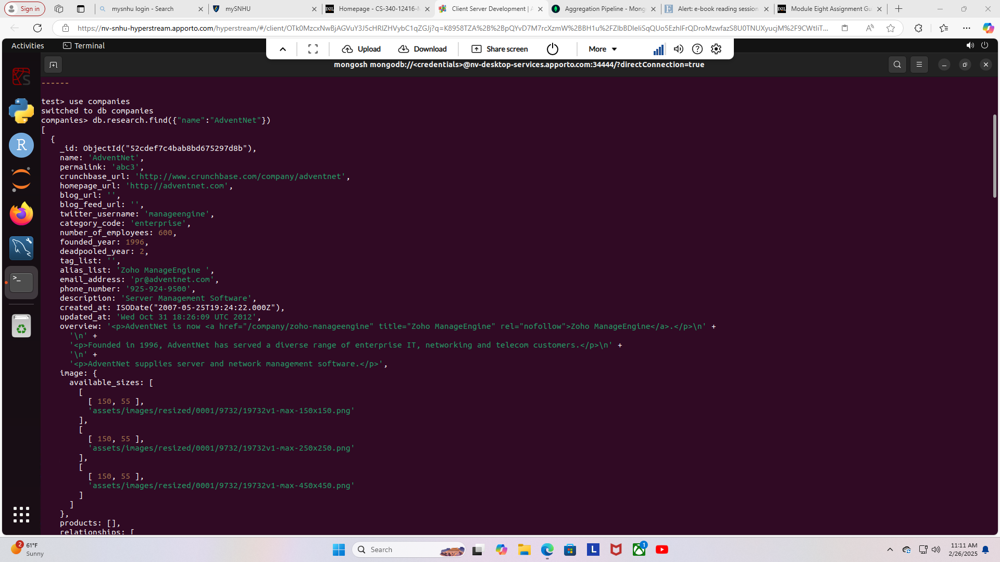 Sign in
mysnhu login - Search
mySNHU
D2L
Homepage - CS-340-12416-M
Client Server Development | A
Aggregation Pipeline - Mong
E
Alert: e-book reading session
D2L
Module Eight Assignment Gu
https://nv-snhu-hyperstream.apporto.com/hyperstream/#/client/
Activities
Terminal
Upload
Download
Share screen
More
mongosh mongodb://<credentials>@nv-desktop-services.apporto.com:34444/?directConnection=true
------
test> use companies
switched to db companies
companies> db.research.find({"name":"AdventNet"})
[
{
_id: ObjectId("52cdef7c4bab8bd675297d8b"),
name: 'AdventNet',
permalink: 'abc3',
crunchbase_url: 'http://www.crunchbase.com/company/adventnet',
homepage_url: 'http://adventnet.com',
blog_url: '',
blog_feed_url: '',
twitter_username: 'manageengine',
category_code: 'enterprise',
number_of_employees: 600,
founded_year: 1996,
deadpooled_year: 2,
tag_list: '',
alias_list: 'Zoho ManageEngine ',
email_address: 'pr@adventnet.com',
phone_number: '925-924-9500',
description: 'Server Management Software',
created_at: ISODate("2007-05-25T19:24:22.000Z"),
updated_at: 'Wed Oct 31 18:26:09 UTC 2012',
overview: '<p>AdventNet is now <a href="/company/zoho-manageengine" title="Zoho ManageEngine" rel="nofollow">Zoho ManageEngine</a>.</p>\n' +
'\n' +
'<p>Founded in 1996, AdventNet has served a diverse range of enterprise IT, networking and telecom customers.</p>\n' +
'\n' +
'<p>AdventNet supplies server and network management software.</p>',
image: {
available_sizes: [
[
[ 150, 55 ],
'assets/images/resized/0001/9732/19732v1-max-150x150.png'
],
[
[ 150, 55 ],
'assets/images/resized/0001/9732/19732v1-max-250x250.png'
],
[
[ 150, 55 ],
'assets/images/resized/0001/9732/19732v1-max-450x450.png'
]
]
},
products: [],
relationships: [
R
2
61°F
Sunny
Search
L
1
11:11 AM
2/26/2025